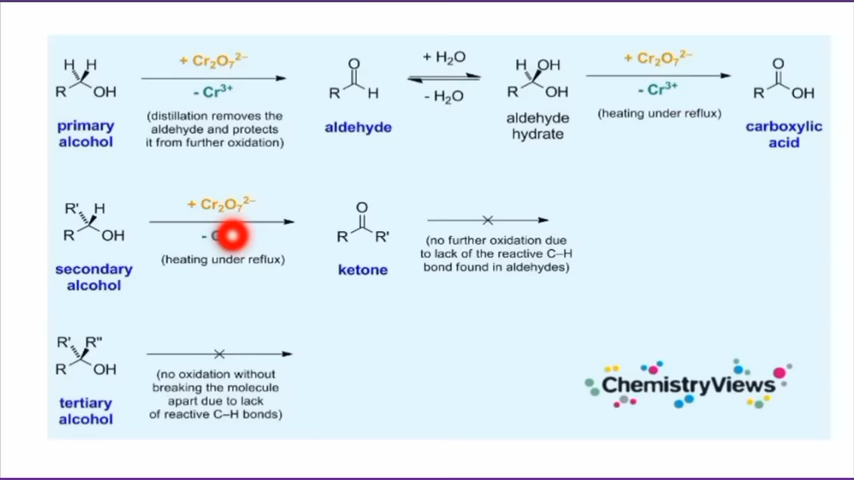 H H
R OH
primary
alcohol
+ Cr₂O₇²⁻
- Cr³⁺
(distillation removes the
aldehyde and protects
it from further oxidation)
O
R H
aldehyde
+ H₂O
- H₂O
H OH
R OH
aldehyde
hydrate
+ Cr₂O₇²⁻
- Cr³⁺
(heating under reflux)
O
R OH
carboxylic
acid
R' H
R OH
secondary
alcohol
+ Cr₂O₇²⁻
(heating under reflux)
O
R R'
ketone
(no further oxidation due
to lack of the reactive C–H
bond found in aldehydes)
R' R"
R OH
tertiary
alcohol
(no oxidation without
breaking the molecule
apart due to lack
of reactive C–H bonds)
ChemistryViews